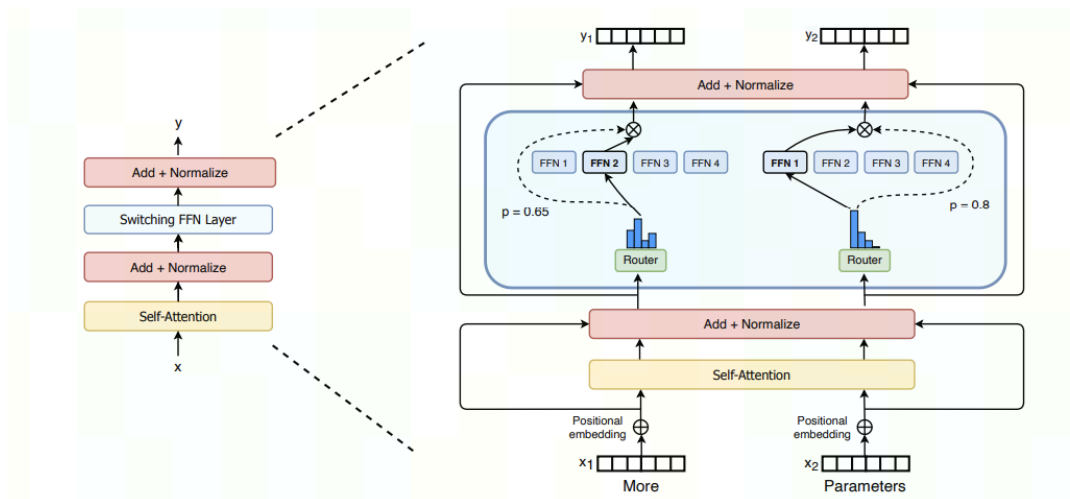 y
Add + Normalize
Switching FFN Layer
Add + Normalize
Self-Attention
x
y1 y2
Add + Normalize
FFN 1 FFN 2 FFN 3 FFN 4 FFN 1 FFN 2 FFN 3 FFN 4
p = 0.65 p = 0.8
Router Router
Add + Normalize
Self-Attention
Positional embedding Positional embedding
x1 x2
More Parameters